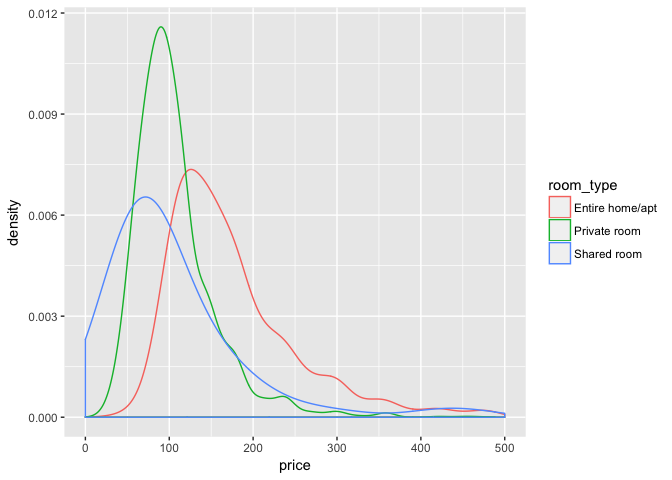 0.012
0.009
0.006
0.003
0.000
density
0 100 200 300 400 500
price
room_type
Entire home/apt
Private room
Shared room